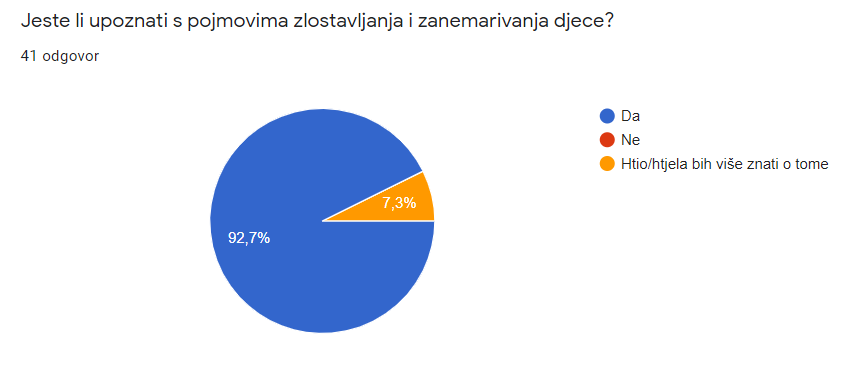 Jeste li upoznati s pojmovima zlostavljanja i zanemarivanja djece?
41 odgovor
Da
Ne
Htio/htjela bih više znati o tome
7,3%
92,7%